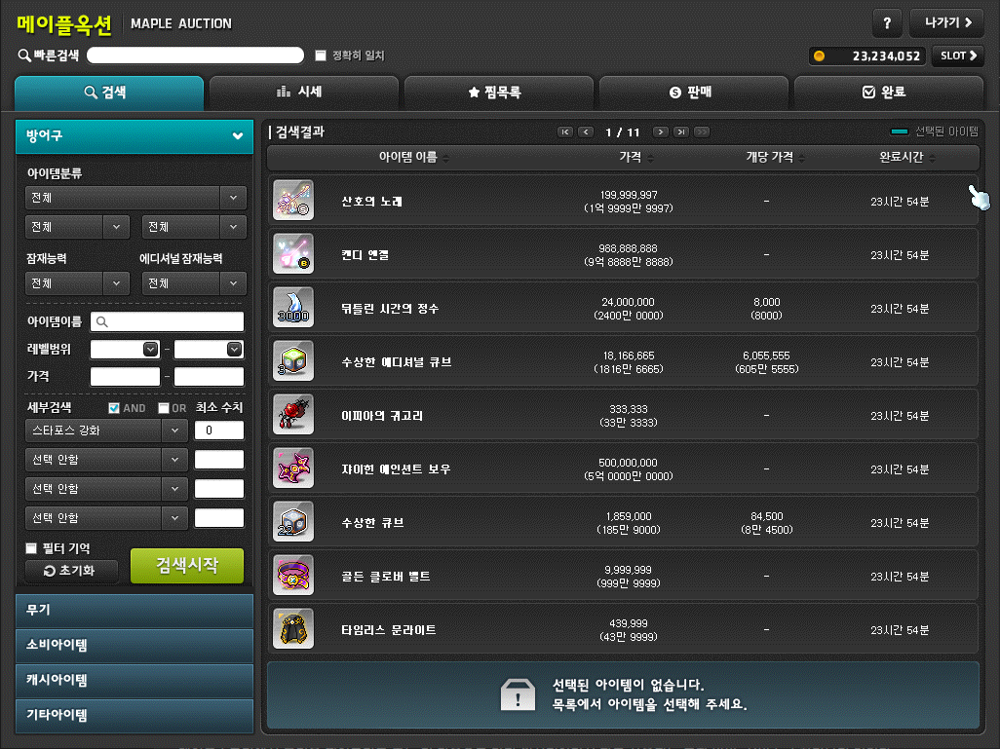 메이플옥션 MAPLE AUCTION
? 나가기
빠른검색 정확히 일치 23,234,052 SLOT
검색 시세 찜목록 판매 완료
방어구
아이템분류
전체
전체 전체
잠재능력 에디셔널 잠재능력
전체 전체
아이템이름
레벨범위 -
가격 -
세부검색 AND OR 최소 수치
스타포스 강화 0
선택 안함
선택 안함
선택 안함
필터 기억
초기화 검색시작
무기
소비아이템
캐시아이템
기타아이템
검색결과 1 / 11 선택된 아이템
아이템 이름 가격 개당 가격 완료시간
산호의 노래 199,999,997 - 23시간 54분
(1억 9999만 9997)
캔디 엔젤 988,888,888 - 23시간 54분
(9억 8888만 8888)
3000 뒤틀린 시간의 정수 24,000,000 8,000 23시간 54분
(2400만 0000) (8000)
3 수상한 에디셔널 큐브 18,166,665 6,055,555 23시간 54분
(1816만 6665) (605만 5555)
이피아의 귀고리 333,333 - 23시간 54분
(33만 3333)
쟈이힌 에인션트 보우 500,000,000 - 23시간 54분
(5억 0000만 0000)
22 수상한 큐브 1,859,000 84,500 23시간 54분
(185만 9000) (8만 4500)
골든 클로버 벨트 9,999,999 - 23시간 54분
(999만 9999)
타임리스 문라이트 439,999 - 23시간 54분
(43만 9999)
선택된 아이템이 없습니다.
목록에서 아이템을 선택해 주세요.